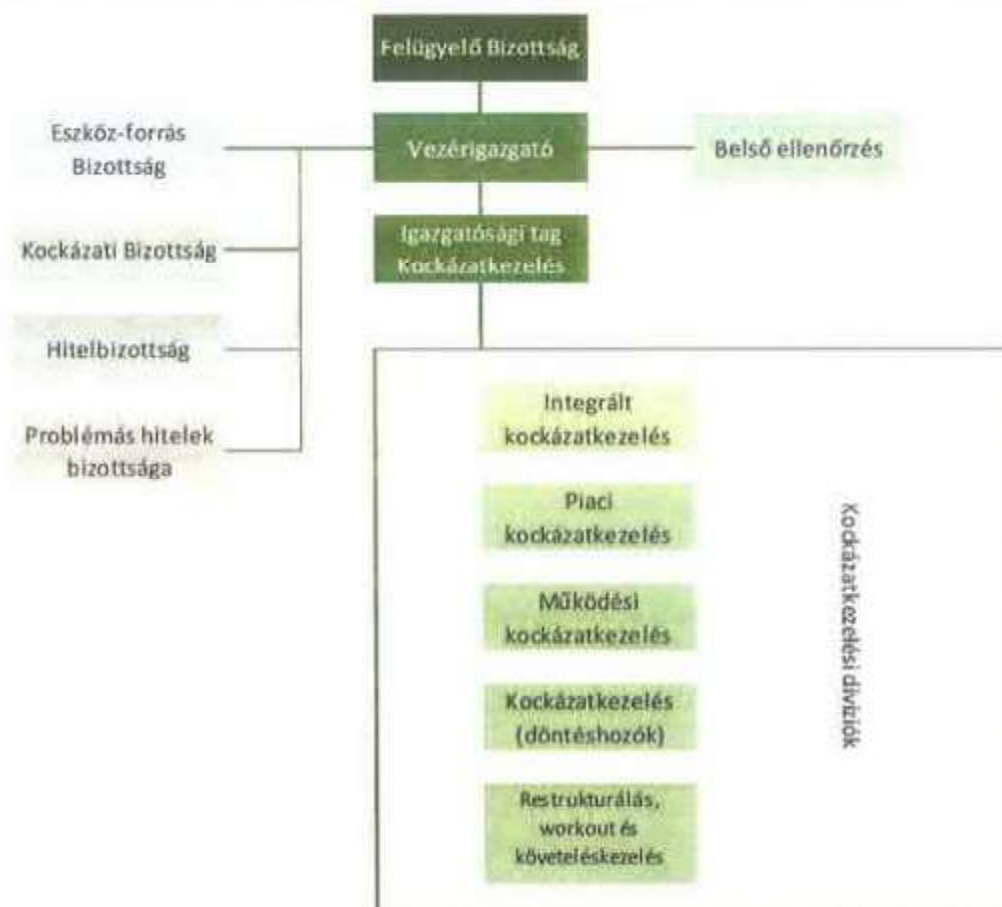 Felügyelő Bizottság
Eszköz-forrás
Bizottság
Vezérigazgató
Belső ellenőrzés
Kockázati Bizottság
Igazgatósági tag
Kockázatkezelés
Hitelbizottság
Problémás hitelek
bizottsága
Integrált
kockázatkezelés
Piaci
kockázatkezelés
Működési
kockázatkezelés
Kockázatkezelés
(döntéshozók)
Restrukturálás,
workout és
követeléskezelés
Kockázatkezelési divíziók